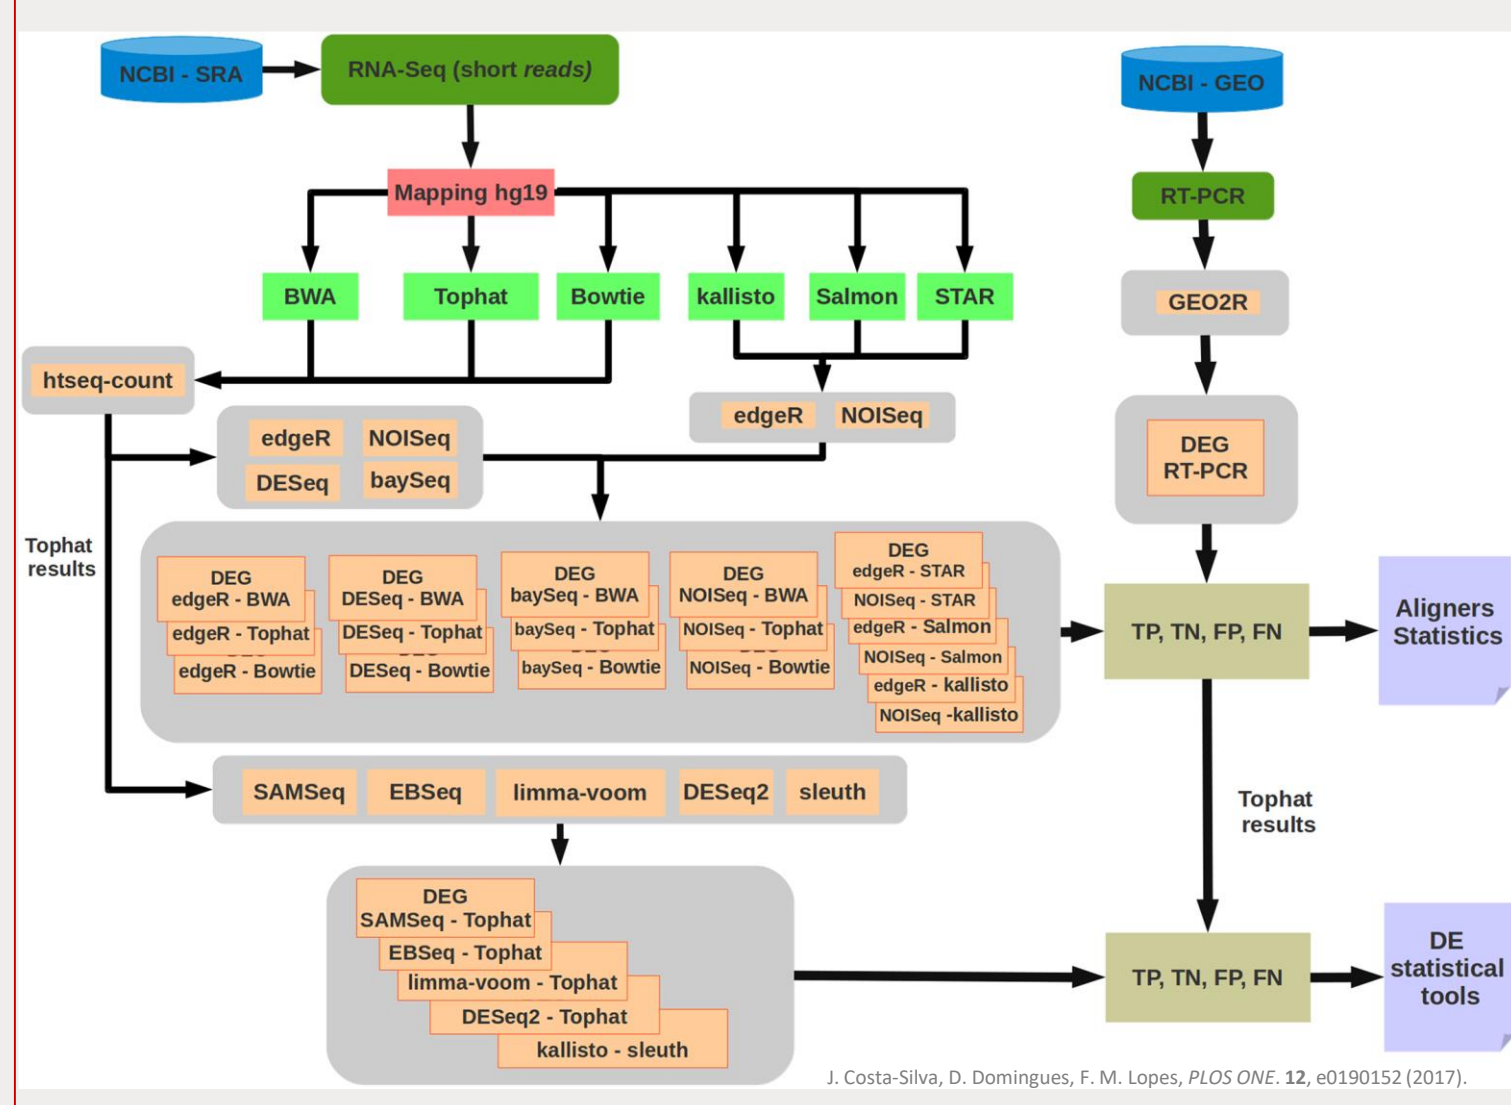 NCBI - SRA
RNA-Seq (short reads)
NCBI - GEO
Mapping hg19
RT-PCR
BWA
Tophat
Bowtie
kallisto
Salmon
STAR
GEO2R
htseq-count
edgeR
NOISeq
DESeq
baySeq
edgeR
NOISeq
DEG
RT-PCR
Tophat
results
DEG
edgeR - BWA
edgeR - Tophat
edgeR - Bowtie
DEG
DESeq - BWA
DESeq - Tophat
DESeq - Bowtie
DEG
baySeq - BWA
baySeq - Tophat
baySeq - Bowtie
DEG
NOISeq - BWA
NOISeq - Tophat
NOISeq - Bowtie
DEG
edgeR - STAR
NOISeq - STAR
edgeR - Salmon
NOISeq - Salmon
edgeR - kallisto
NOISeq -kallisto
TP, TN, FP, FN
Aligners
Statistics
SAMSeq
EBSeq
limma-voom
DESeq2
sleuth
Tophat
results
DEG
SAMSeq - Tophat
EBSeq - Tophat
limma-voom - Tophat
DESeq2 - Tophat
kallisto - sleuth
TP, TN, FP, FN
DE
statistical
tools
J. Costa-Silva, D. Domingues, F. M. Lopes, PLOS ONE. 12, e0190152 (2017).